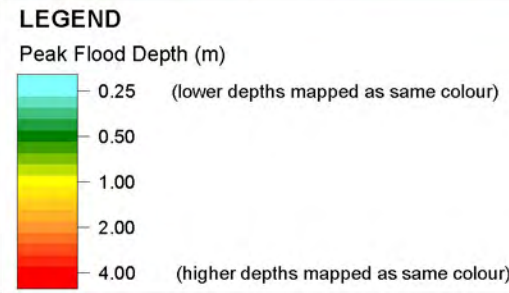 LEGEND
Peak Flood Depth (m)
0.25 (lower depths mapped as same colour)
0.50
1.00
2.00
4.00 (higher depths mapped as same colour)